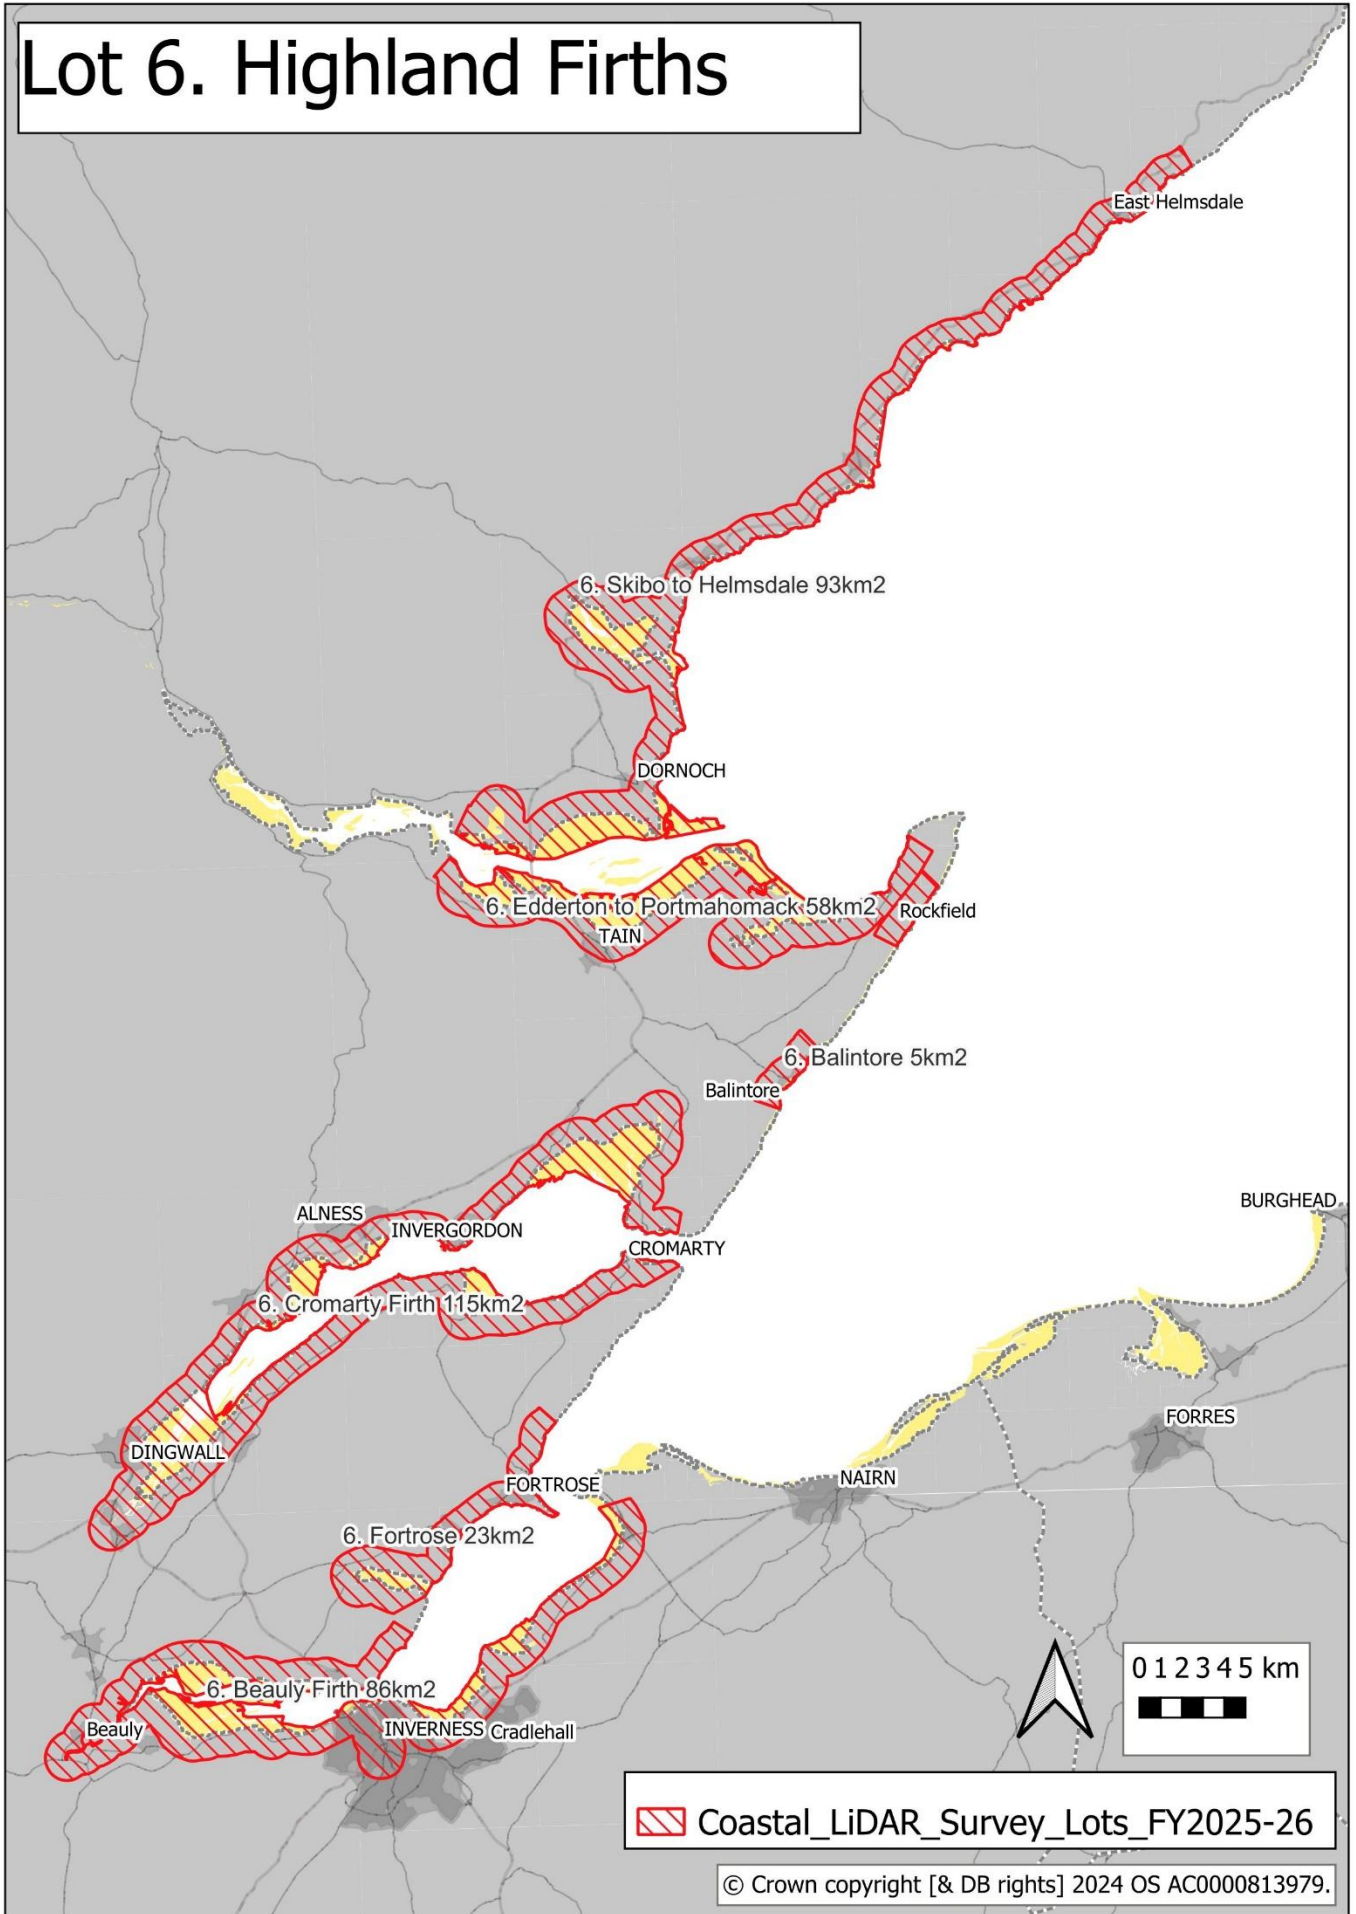 Lot 6. Highland Firths
East Helmsdale
6. Skibo to Helmsdale 93km2
DORNOCH
6. Edderton to Portmahomack 58km2
Rockfield
TAIN
6. Balintore 5km2
Balintore
ALNESS
INVERGORDON
CROMARTY
BURGHEAD
6. Cromarty Firth 115km2
FORRES
DINGWALL
NAIRN
FORTROSE
6. Fortrose 23km2
0 1 2 3 4 5 km
6. Beauly Firth 86km2
Beauly
INVERNESS
Cradlehall
Coastal_LiDAR_Survey_Lots_FY2025-26
© Crown copyright [& DB rights] 2024 OS AC0000813979.